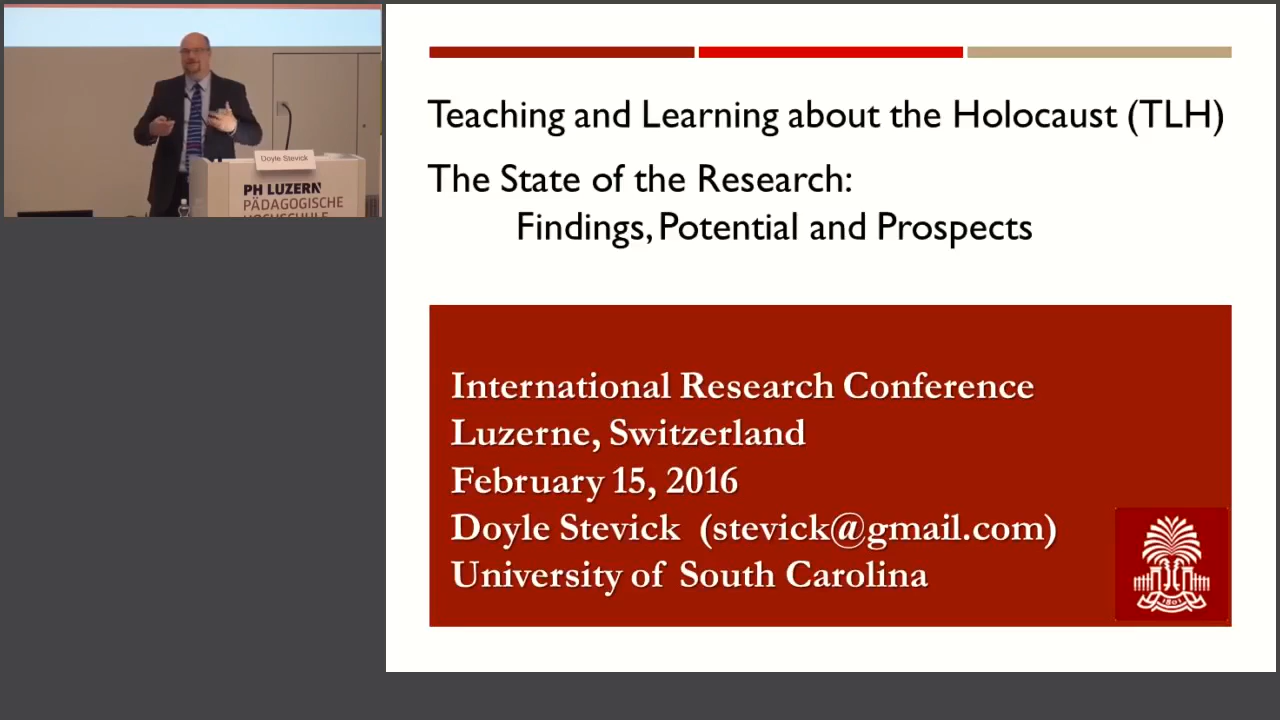 Doyle Stevick
PH LUZERN
PÄDAGOGISCHE
HOCHSCHULE
Teaching and Learning about the Holocaust (TLH)
The State of the Research:
Findings, Potential and Prospects
International Research Conference
Luzerne, Switzerland
February 15, 2016
Doyle Stevick (stevick@gmail.com)
University of South Carolina
1801